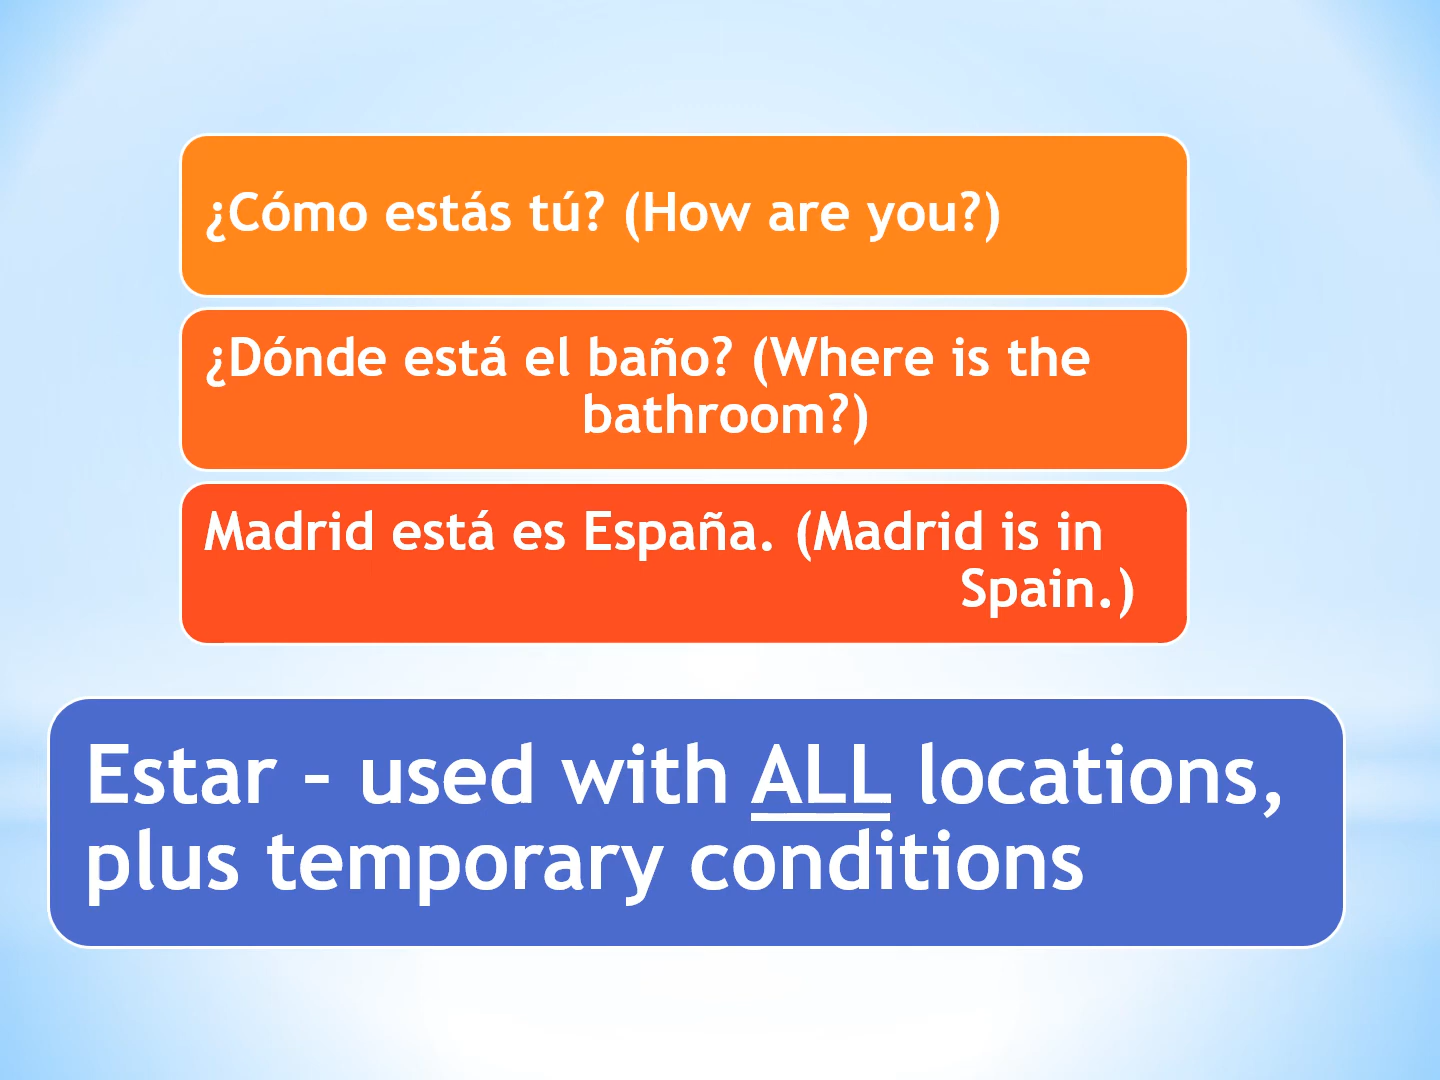 ¿Cómo estás tú? (How are you?)
¿Dónde está el baño? (Where is the
bathroom?)
Madrid está es España. (Madrid is in
Spain.)
Estar – used with ALL locations,
plus temporary conditions